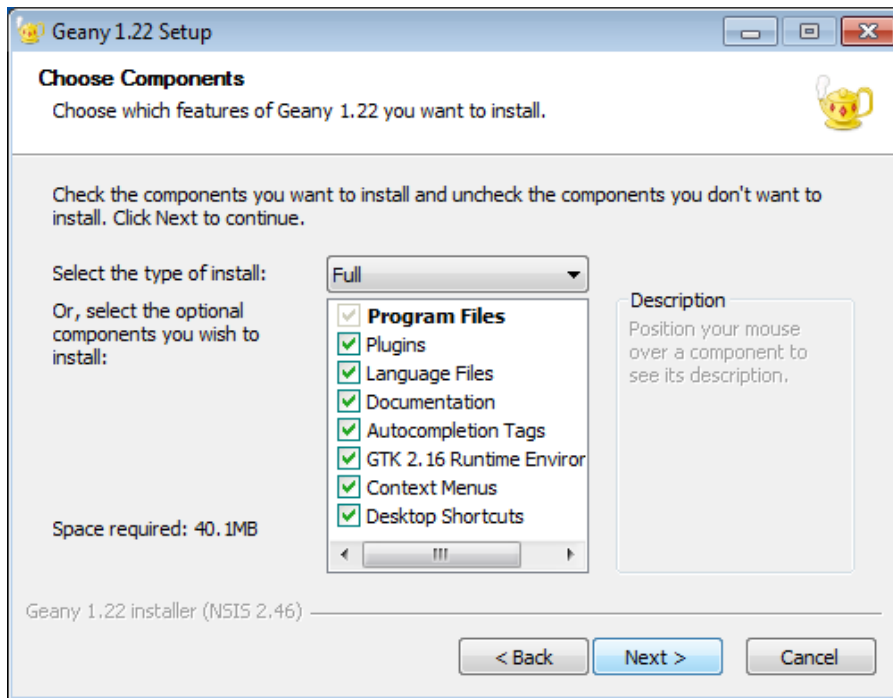 Geany 1.22 Setup
Choose Components
Choose which features of Geany 1.22 you want to install.
Check the components you want to install and uncheck the components you don't want to
install. Click Next to continue.
Select the type of install:
Full
Or, select the optional
components you wish to
install:
Program Files
Plugins
Language Files
Documentation
Autocompletion Tags
GTK 2.16 Runtime Enviror
Context Menus
Desktop Shortcuts
Description
Position your mouse
over a component to
see its description.
Space required: 40.1MB
Geany 1.22 installer (NSIS 2.46)
< Back
Next >
Cancel